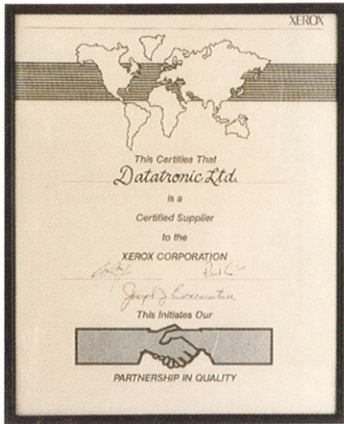 XEROX
This Certifies That
Datatronic Ltd.
is a
Certified Supplier
to the
XEROX CORPORATION
Joseph J.
This Initiates Our
PARTNERSHIP IN QUALITY